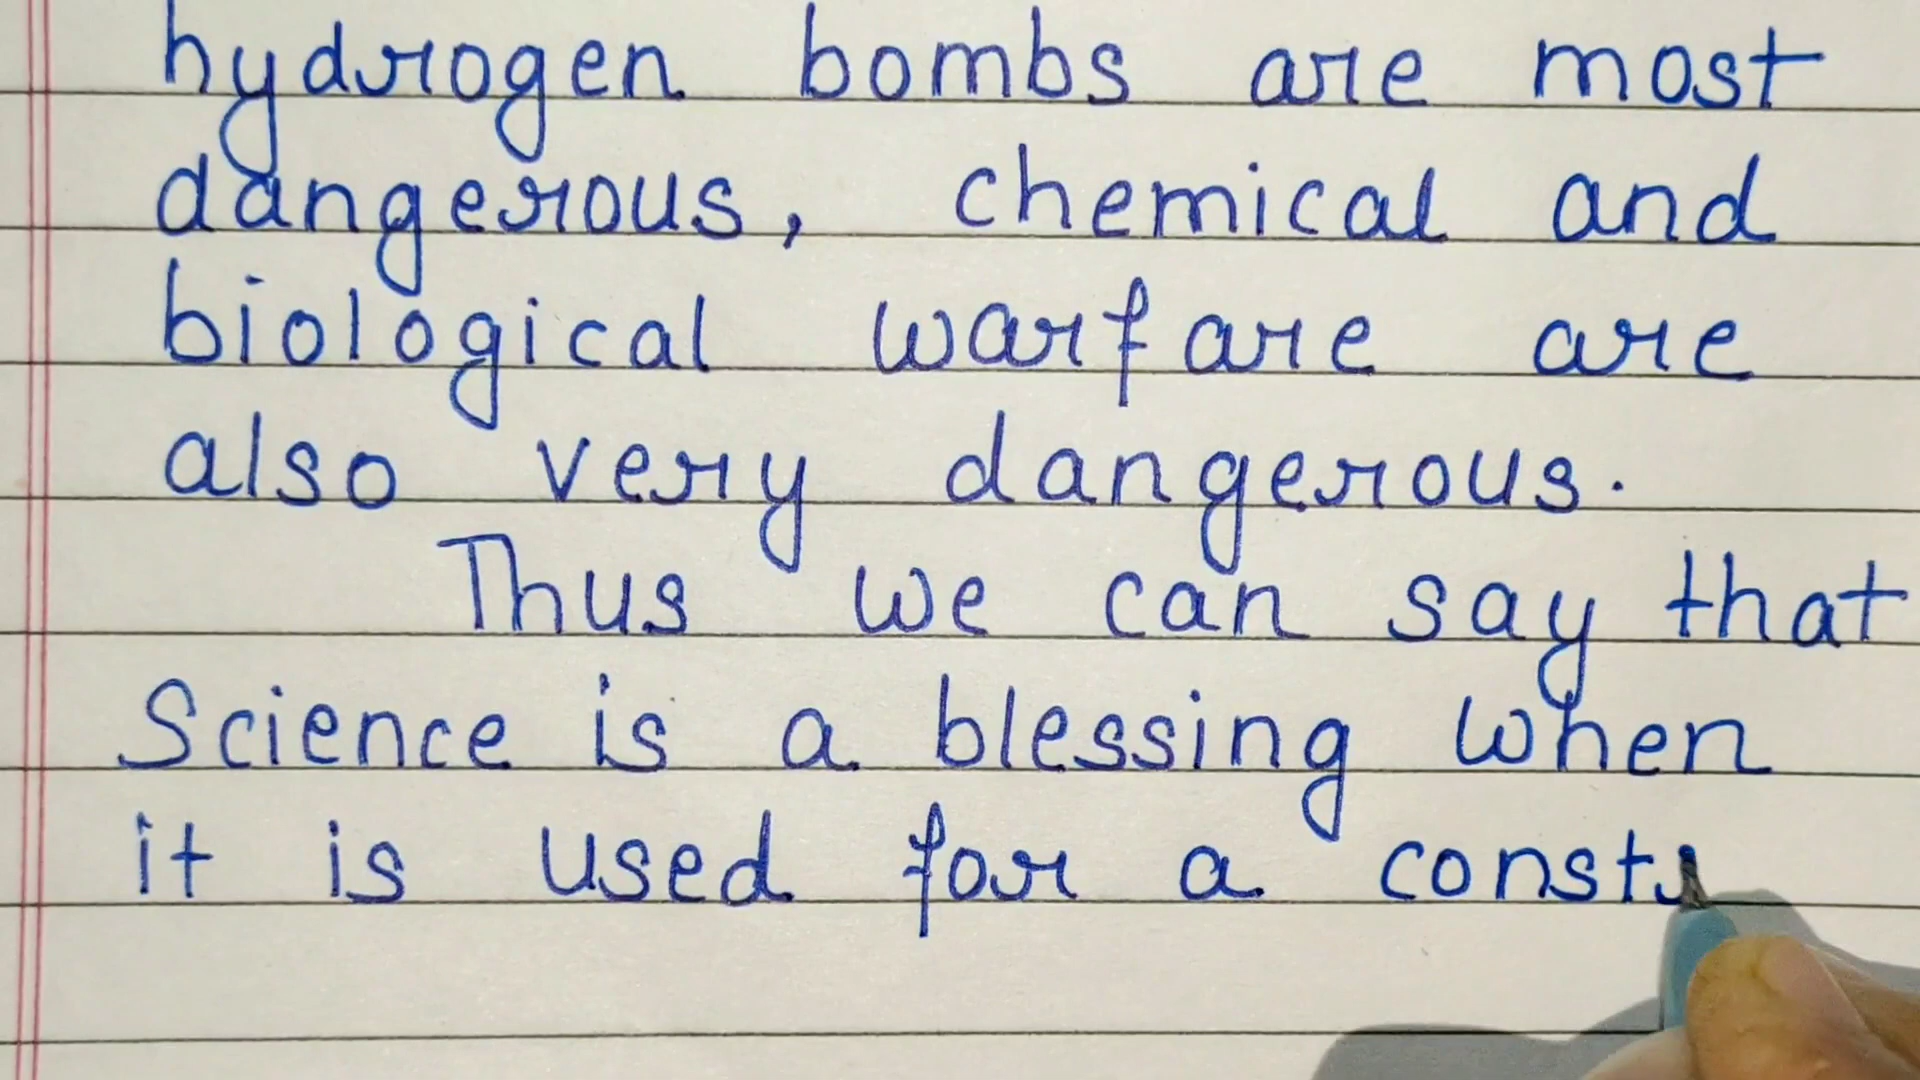 hydrogen bombs are most
dangerous, chemical and
biological warfare are
also very dangerous.
Thus we can say that
Science is a blessing when
it is used for a const